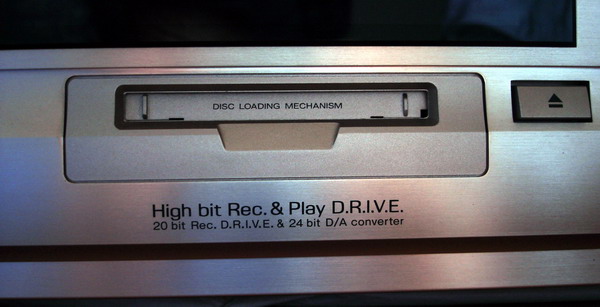 DISC LOADING MECHANISM
High bit Rec. & Play D.R.I.V.E.
20 bit Rec. D.R.I.V.E. & 24 bit D/A converter